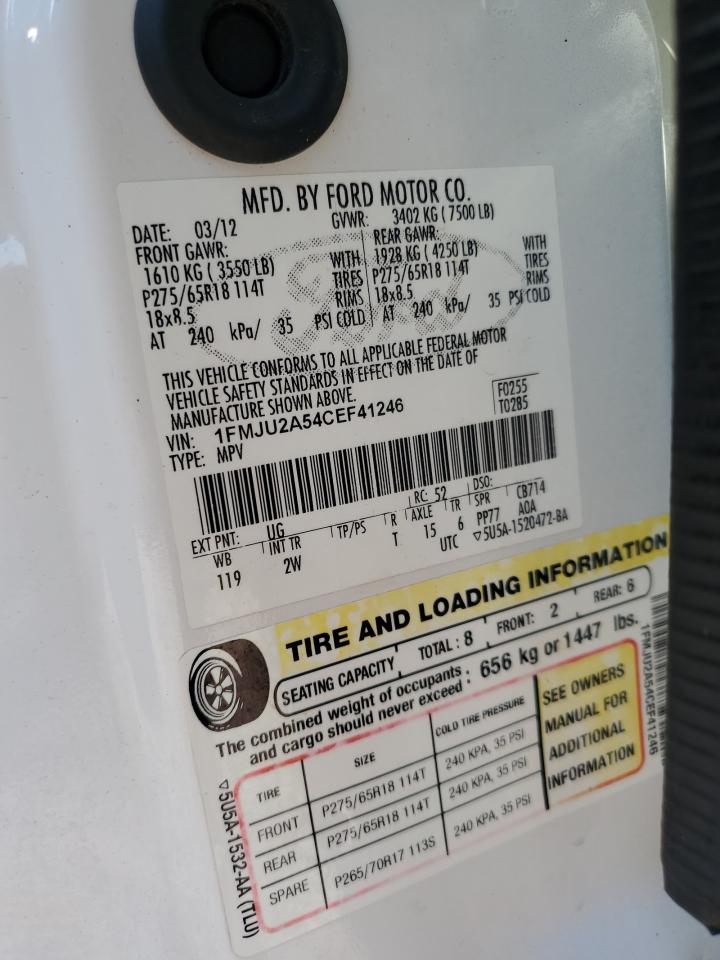 MFD. BY FORD MOTOR CO.
DATE: 03/12 GVWR: 3402 KG ( 7500 LB)
FRONT GAWR: REAR GAWR:
1610 KG ( 3550 LB) WITH 1928 KG ( 4250 LB) WITH
P275/65R18 114T TIRES P275/65R18 114T TIRES
18x8.5 RIMS 18x8.5 RIMS
AT 240 kPa/ 35 PSI COLD AT 240 kPa/ 35 PSI COLD
Ford
THIS VEHICLE CONFORMS TO ALL APPLICABLE FEDERAL MOTOR
VEHICLE SAFETY STANDARDS IN EFFECT ON THE DATE OF
MANUFACTURE SHOWN ABOVE.
VIN: 1FMJU2A54CEF41246
TYPE: MPV
F0255
T0285
EXT PNT: UG RC: 52 DSO:
WB INT TR TP/PS R AXLE TR SPR CB714
119 2W T 15 6 PP77 A0A
UTC ▽5U5A-1520472-BA
TIRE AND LOADING INFORMATION
SEATING CAPACITY TOTAL : 8 FRONT: 2 REAR: 6
The combined weight of occupants
and cargo should never exceed : 656 kg or 1447 lbs.
TIRE SIZE COLD TIRE PRESSURE
FRONT P275/65R18 114T 240 KPA, 35 PSI
REAR P275/65R18 114T 240 KPA, 35 PSI
SPARE P265/70R17 113S 240 KPA, 35 PSI
SEE OWNERS
MANUAL FOR
ADDITIONAL
INFORMATION
▽5U5A-1532-AA (TLU)
1FMJU2A54CEF41246